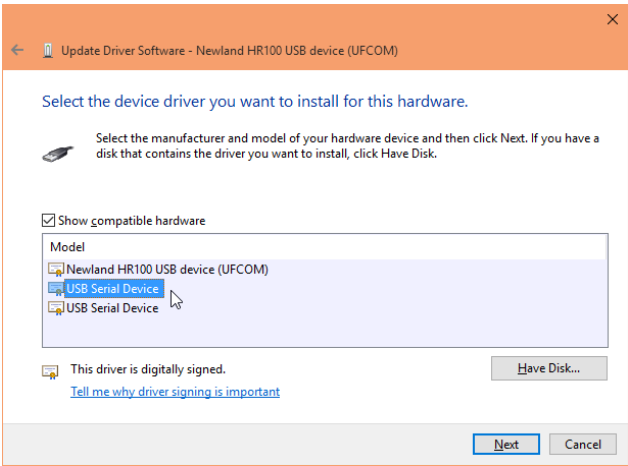 Update Driver Software - Newland HR100 USB device (UFCOM)
Select the device driver you want to install for this hardware.
Select the manufacturer and model of your hardware device and then click Next. If you have a
disk that contains the driver you want to install, click Have Disk.
Show compatible hardware
Model
Newland HR100 USB device (UFCOM)
USB Serial Device
USB Serial Device
This driver is digitally signed.
Have Disk...
Tell me why driver signing is important
Next
Cancel